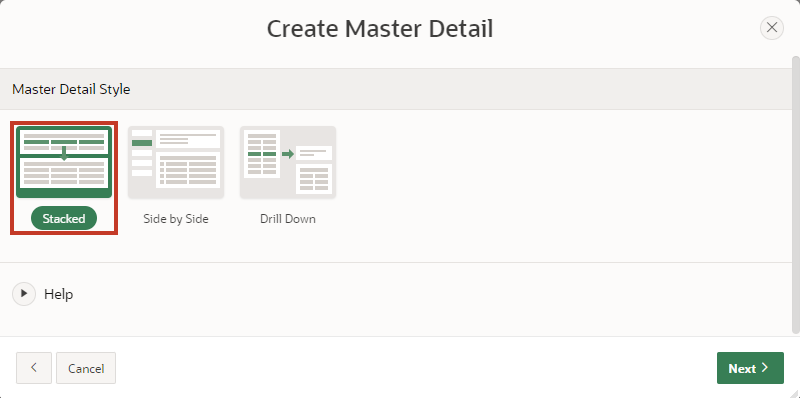 Create Master Detail
Master Detail Style
Stacked
Side by Side
Drill Down
Help
Cancel
Next